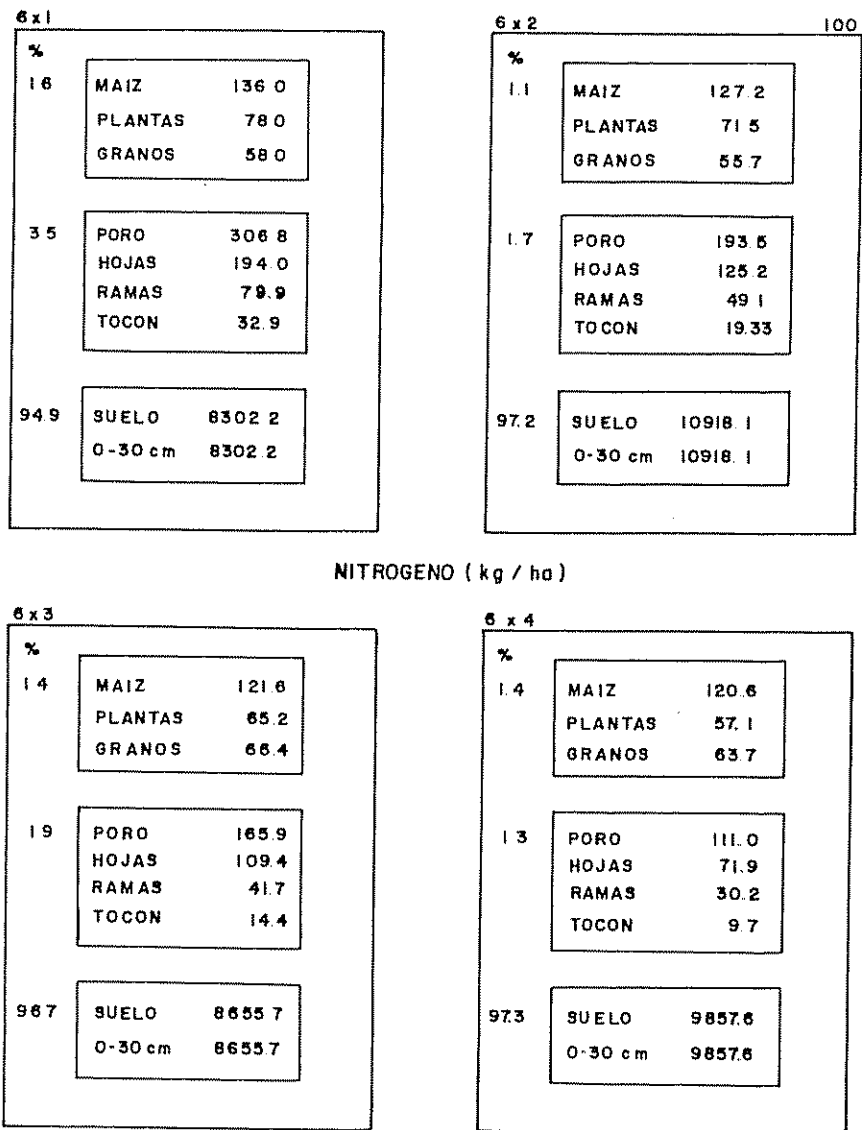 6 x 1
%
1 6 MAIZ 136 0
PLANTAS 78 0
GRANOS 58 0
3 5 PORO 306 8
HOJAS 194.0
RAMAS 79.9
TOCON 32.9
94.9 SUELO 8302 2
0-30 cm 8302.2
6 x 2 100
%
1.1 MAIZ 127.2
PLANTAS 71 5
GRANOS 55.7
1.7 PORO 193.5
HOJAS 125.2
RAMAS 49 1
TOCON 19.33
97.2 SUELO 10918.1
0-30 cm 10918.1
NITROGENO ( kg / ha )
6 x 3
%
1 4 MAIZ 121.6
PLANTAS 65.2
GRANOS 66.4
1 9 PORO 165.9
HOJAS 109.4
RAMAS 41.7
TOCON 14.4
96 7 SUELO 8655 7
0-30 cm 8655.7
6 x 4
%
1.4 MAIZ 120.6
PLANTAS 57.1
GRANOS 63.7
1 3 PORO 111.0
HOJAS 71.9
RAMAS 30.2
TOCON 9.7
97.3 SUELO 9857.6
0-30 cm 9857.6